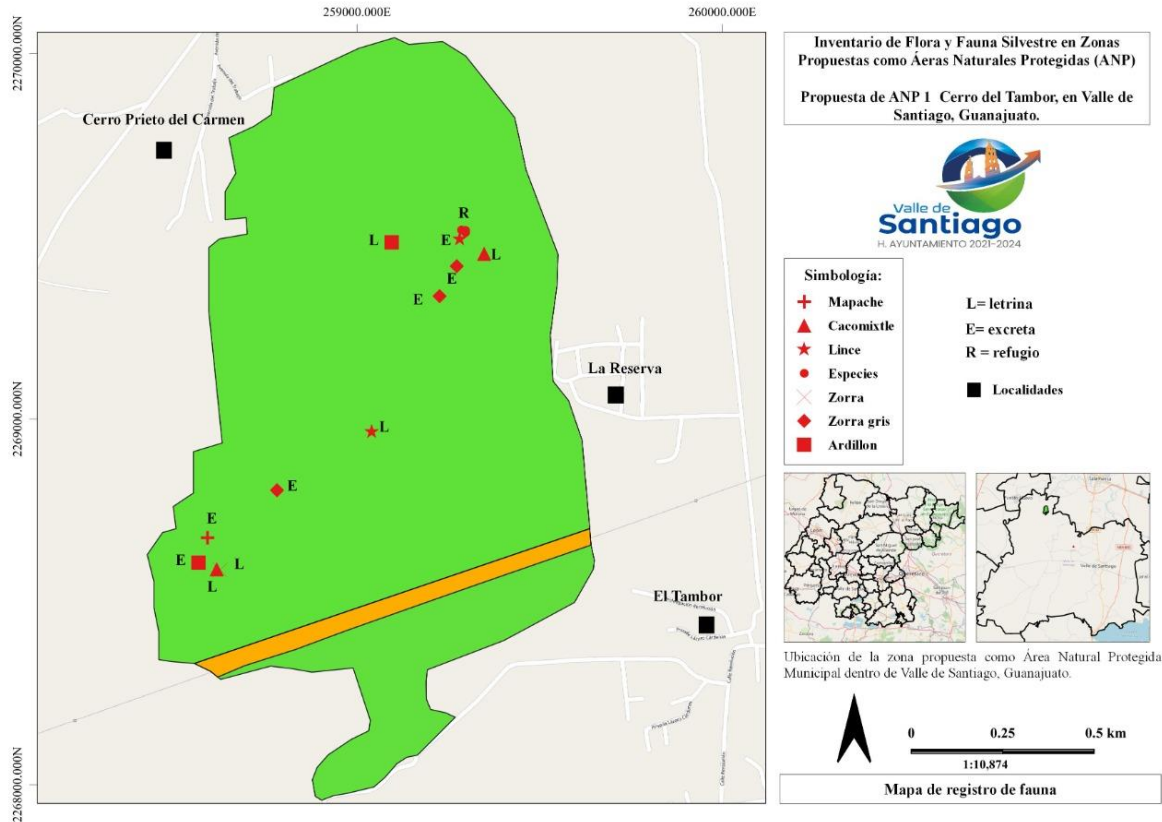 259000.000E
260000.000E
2270000.000N
2269000.000N
2268000.000N
Cerro Prieto del Carmen
R
L
E
L
E
E
La Reserva
L
E
E
E
L
L
El Tambor
Inventario de Flora y Fauna Silvestre en Zonas
Propuestas como Áeras Naturales Protegidas (ANP)
Propuesta de ANP 1 Cerro del Tambor, en Valle de
Santiago, Guanajuato.
Valle de
Santiago
H. AYUNTAMIENTO 2021-2024
Simbología:
Mapache
Cacomixtle
Lince
Especies
Zorra
Zorra gris
Ardillon
L= letrina
E= excreta
R = refugio
Localidades
Valle de Santiago
Ubicación de la zona propuesta como Área Natural Protegida
Municipal dentro de Valle de Santiago, Guanajuato.
0 0.25 0.5 km
1:10,874
Mapa de registro de fauna